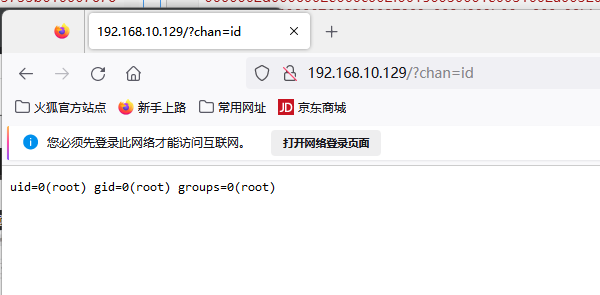 192.168.10.129/?chan=id
192.168.10.129/?chan=id
火狐官方站点 新手上路 常用网址 JD 京东商城
您必须先登录此网络才能访问互联网。 打开网络登录页面
uid=0(root) gid=0(root) groups=0(root)